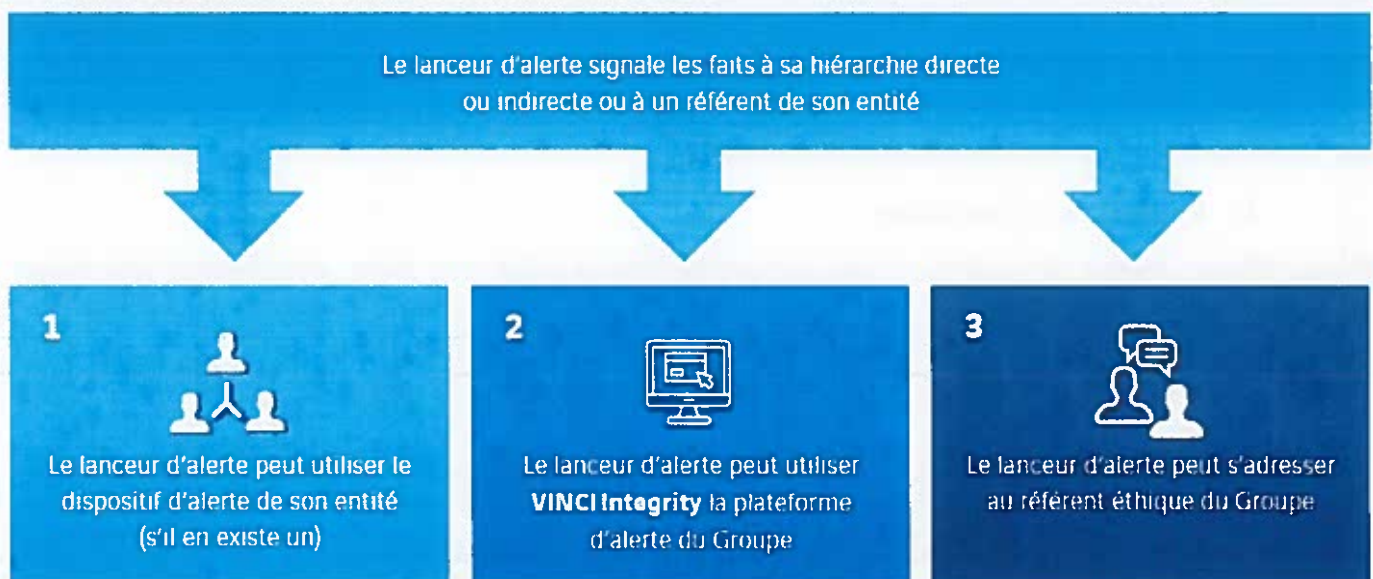 Le lanceur d'alerte signale les faits à sa hiérarchie directe
ou indirecte ou à un référent de son entité
1
Le lanceur d'alerte peut utiliser le
dispositif d'alerte de son entité
(s'il en existe un)
2
Le lanceur d'alerte peut utiliser
VINCI Integrity la plateforme
d'alerte du Groupe
3
Le lanceur d'alerte peut s'adresser
au référent éthique du Groupe